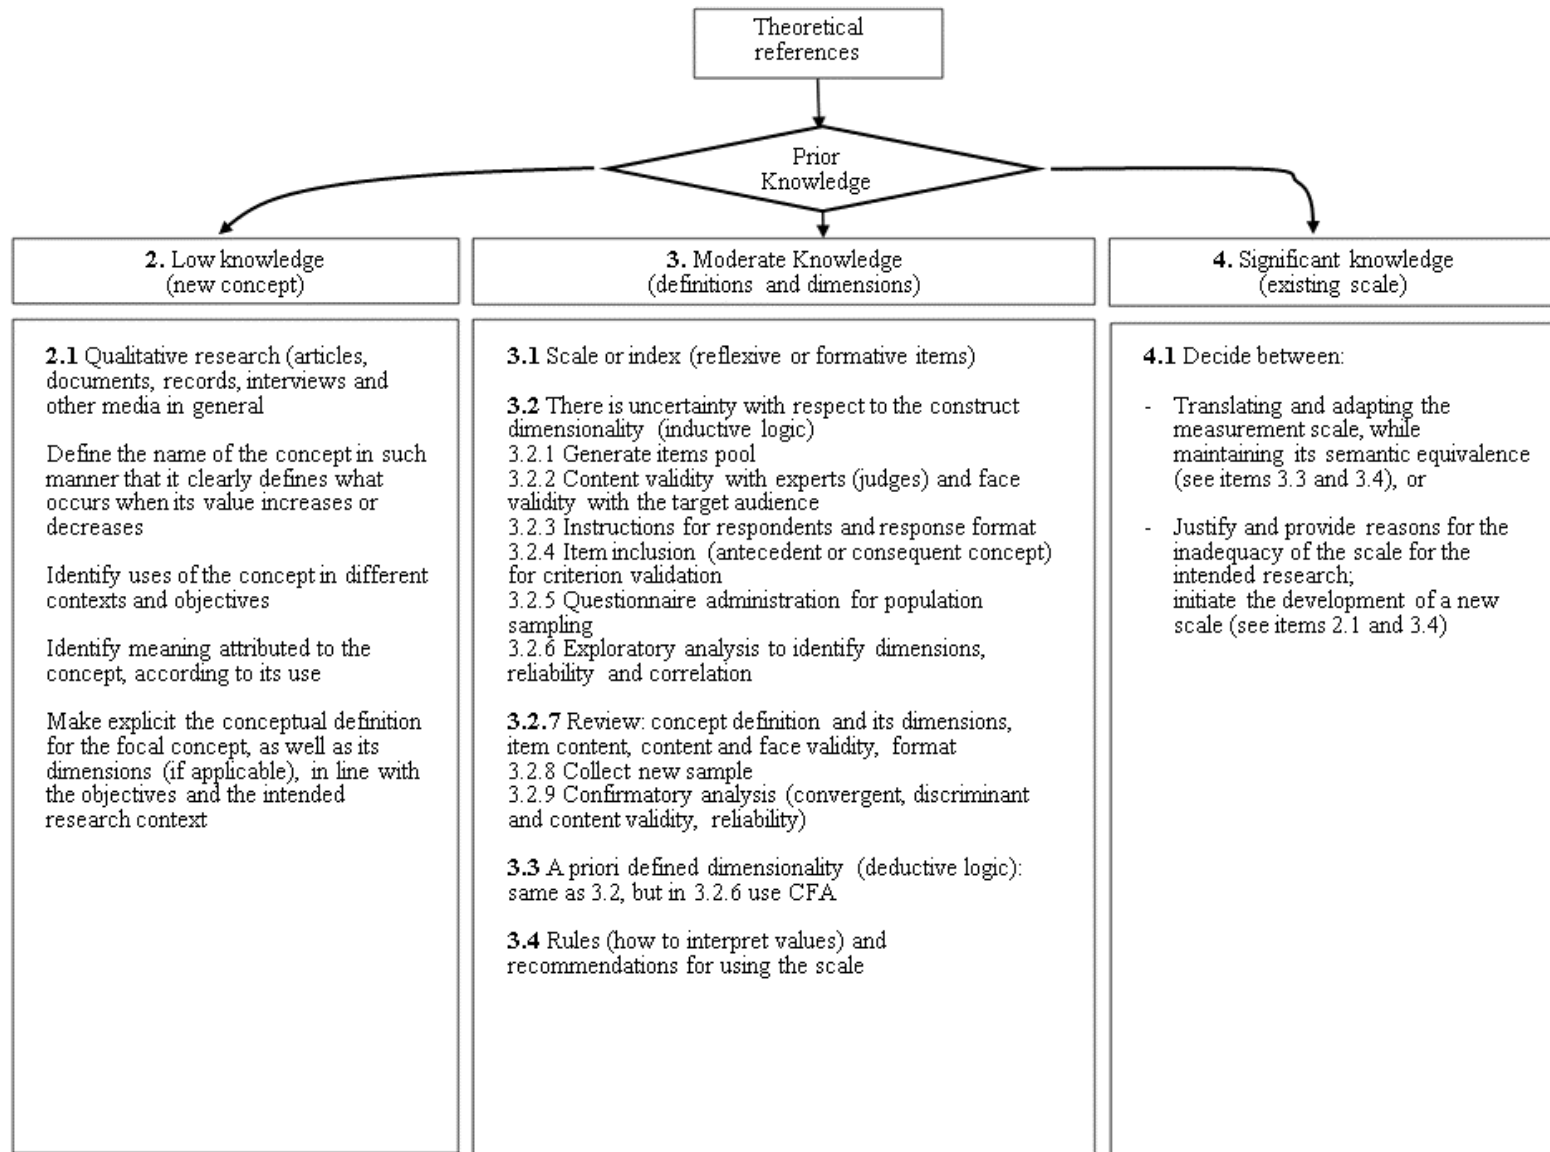 Theoretical
references
Prior
Knowledge
2. Low knowledge
(new concept)
3. Moderate Knowledge
(definitions and dimensions)
4. Significant knowledge
(existing scale)
2.1 Qualitative research (articles,
documents, records, interviews and
other media in general
Define the name of the concept in such
manner that it clearly defines what
occurs when its value increases or
decreases
Identify uses of the concept in different
contexts and objectives
Identify meaning attributed to the
concept, according to its use
Make explicit the conceptual definition
for the focal concept, as well as its
dimensions (if applicable), in line with
the objectives and the intended
research context
3.1 Scale or index (reflexive or formative items)
3.2 There is uncertainty with respect to the construct
dimensionality (inductive logic)
3.2.1 Generate items pool
3.2.2 Content validity with experts (judges) and face
validity with the target audience
3.2.3 Instructions for respondents and response format
3.2.4 Item inclusion (antecedent or consequent concept)
for criterion validation
3.2.5 Questionnaire administration for population
sampling
3.2.6 Exploratory analysis to identify dimensions,
reliability and correlation
3.2.7 Review: concept definition and its dimensions,
item content, content and face validity, format
3.2.8 Collect new sample
3.2.9 Confirmatory analysis (convergent, discriminant
and content validity, reliability)
3.3 A priori defined dimensionality (deductive logic):
same as 3.2, but in 3.2.6 use CFA
3.4 Rules (how to interpret values) and
recommendations for using the scale
4.1 Decide between:
- Translating and adapting the
measurement scale, while
maintaining its semantic equivalence
(see items 3.3 and 3.4), or
- Justify and provide reasons for the
inadequacy of the scale for the
intended research;
initiate the development of a new
scale (see items 2.1 and 3.4)